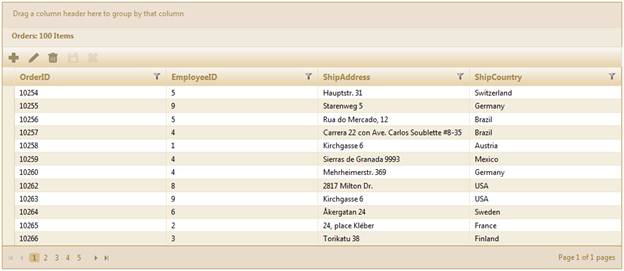 Drag a column header here to group by that column
Orders: 100 Items
OrderID EmployeeID ShipAddress ShipCountry
10254 5 Hauptstr. 31 Switzerland
10255 9 Starenweg 5 Germany
10256 5 Rua do Mercado, 12 Brazil
10257 4 Carrera 22 con Ave. Carlos Soublette #8-35 Brazil
10258 1 Kirchgasse 6 Austria
10259 4 Sierras de Granada 9993 Mexico
10260 4 Mehrheimerstr. 369 Germany
10262 8 2817 Milton Dr. USA
10263 9 Kirchgasse 6 USA
10264 6 Åkergatan 24 Sweden
10265 2 24, place Kléber France
10266 3 Torikatu 38 Finland
1 2 3 4 5 Page 1 of 1 pages